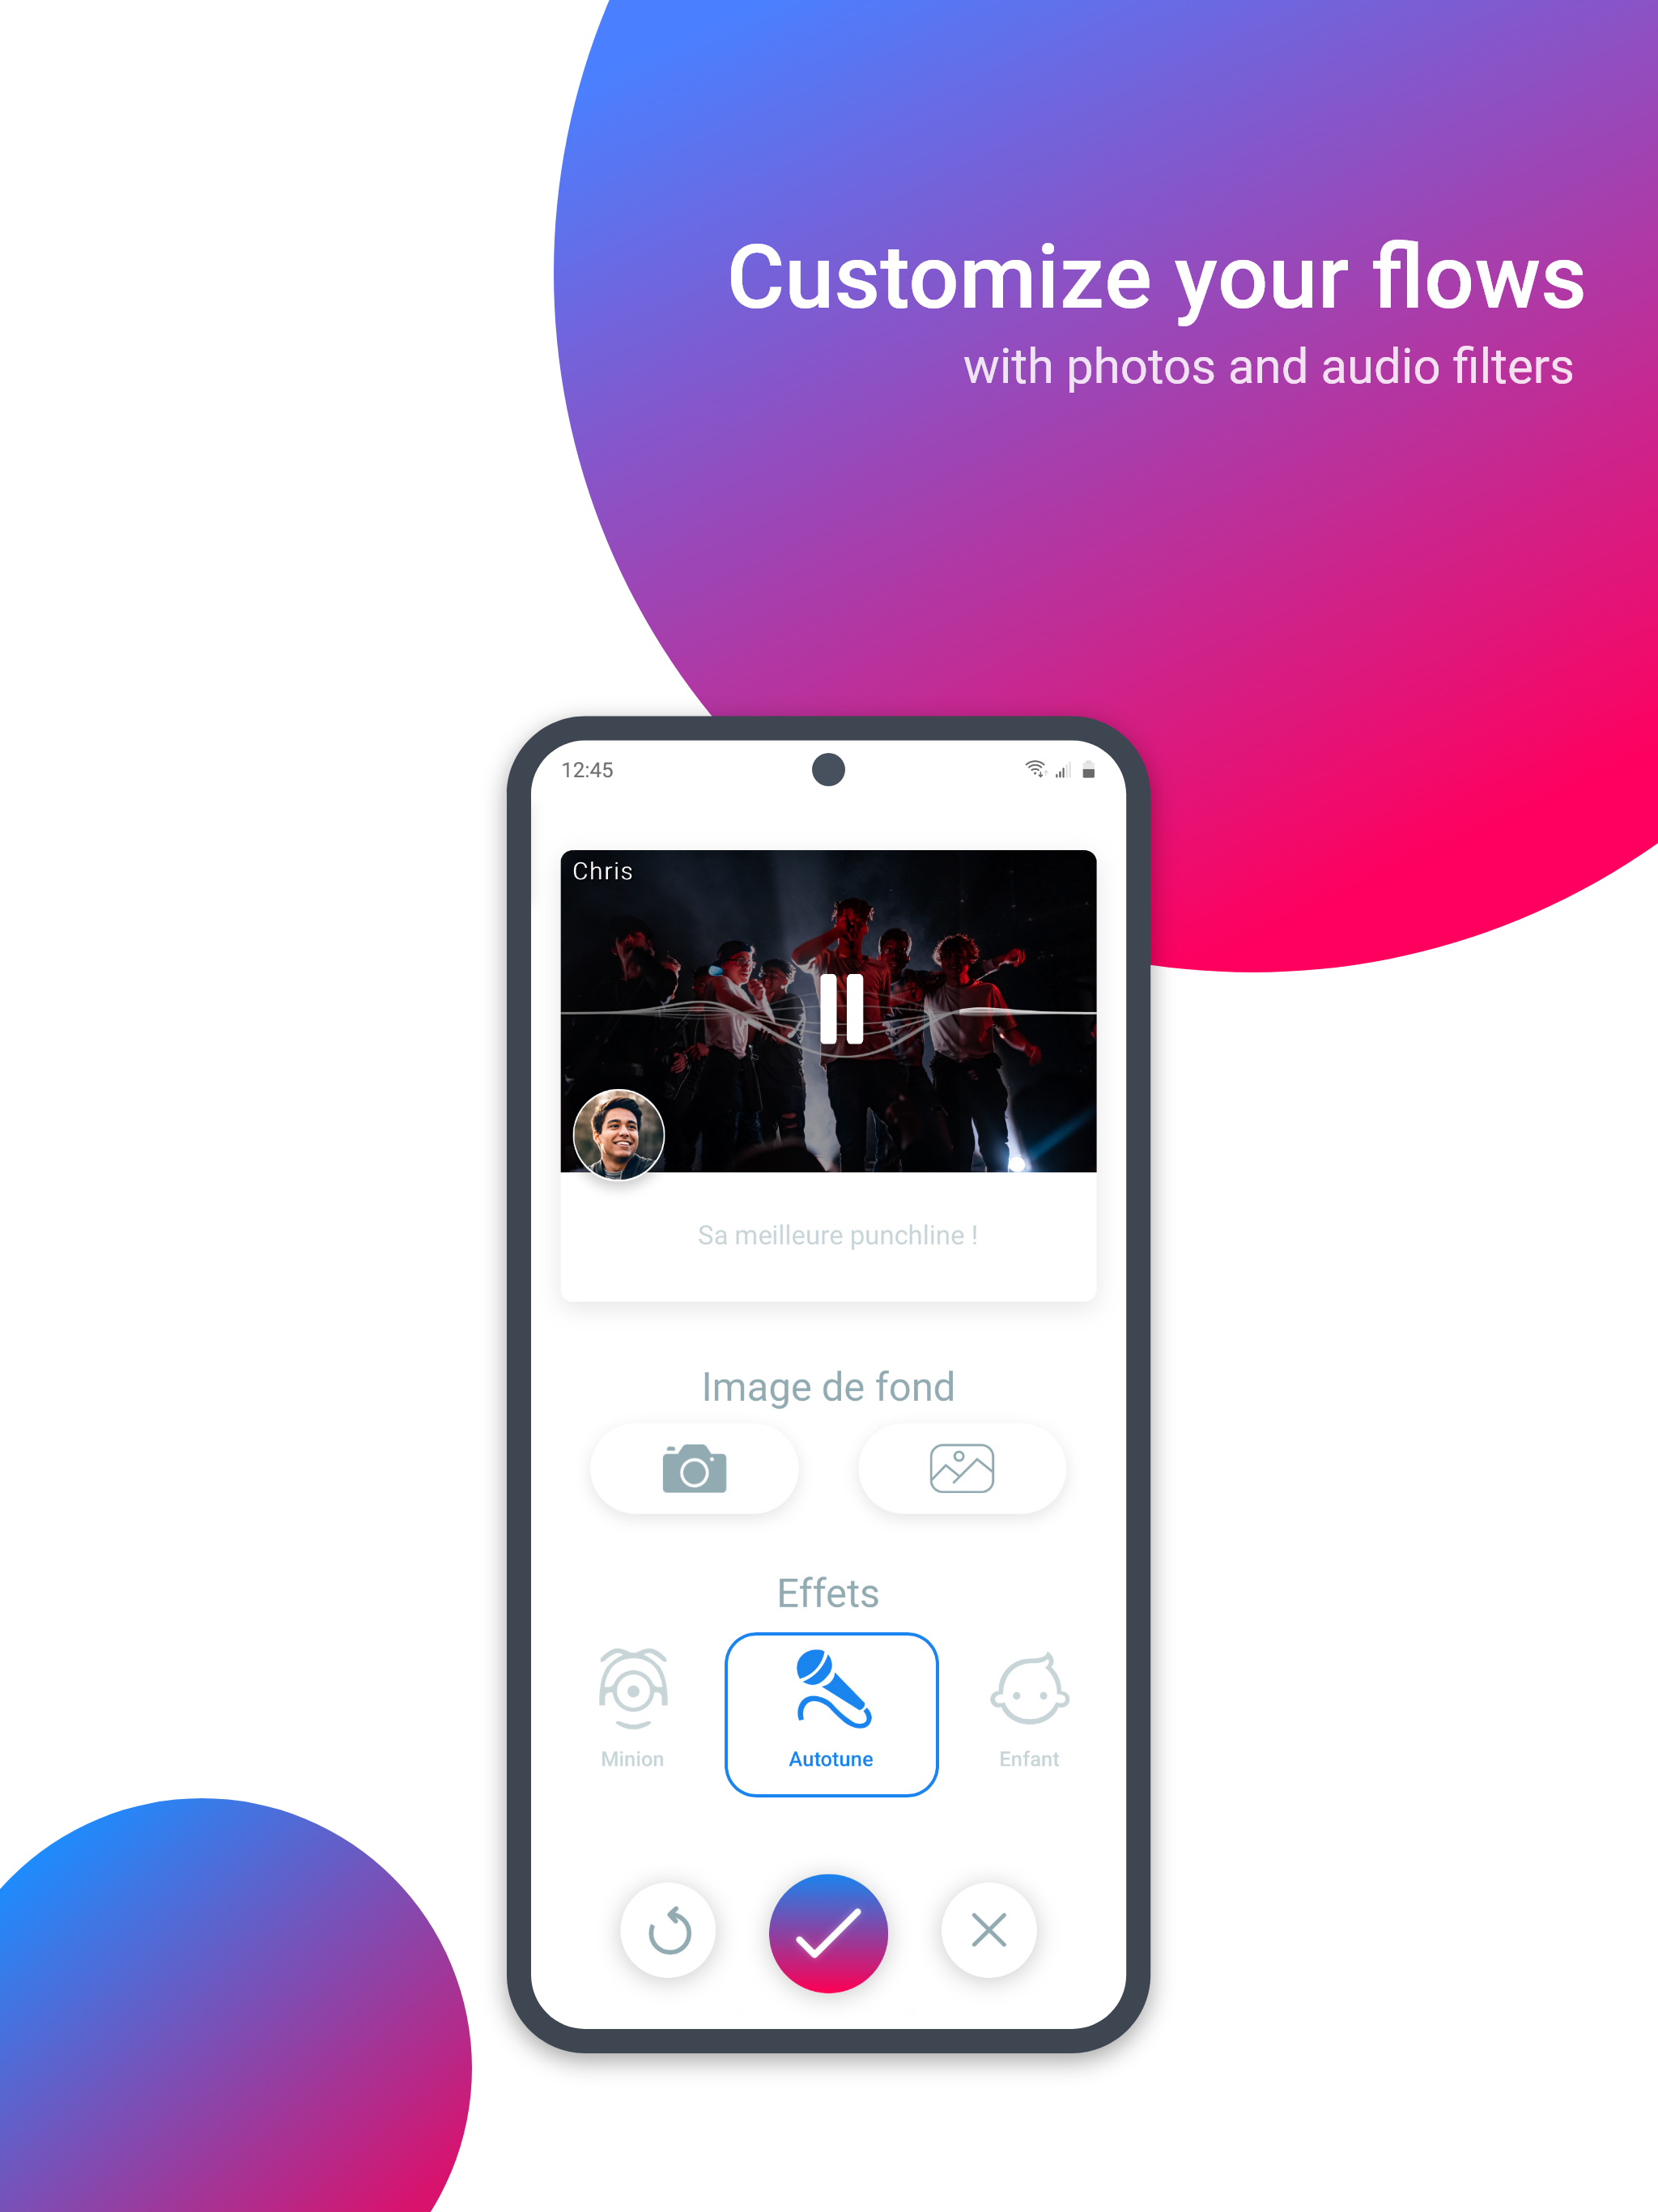 Customize your flows
with photos and audio filters
12:45
Chris
Sa meilleure punchline !
Image de fond
Effets
Minion
Autotune
Enfant